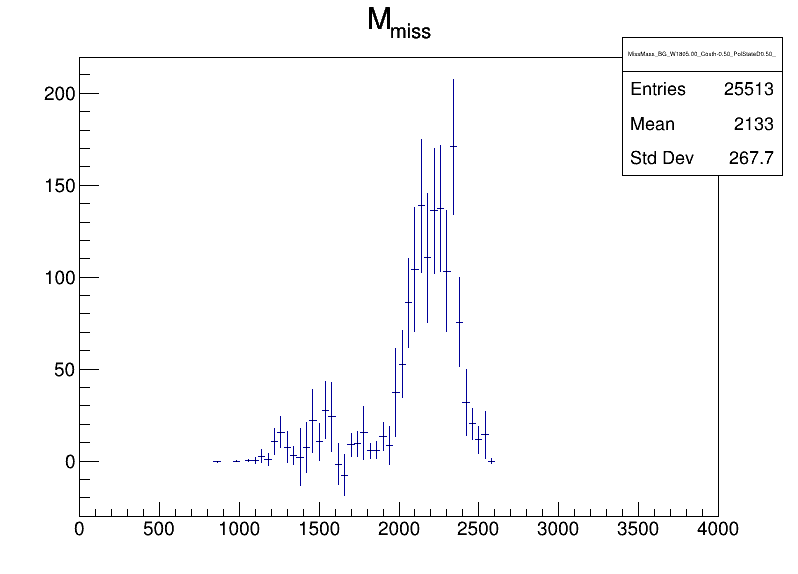 M_miss
MissMass_BG_W1865.00_Costh-0.50_PolStateD0.50_
Entries 25513
Mean 2133
Std Dev 267.7
200
150
100
50
0
0 500 1000 1500 2000 2500 3000 3500 4000